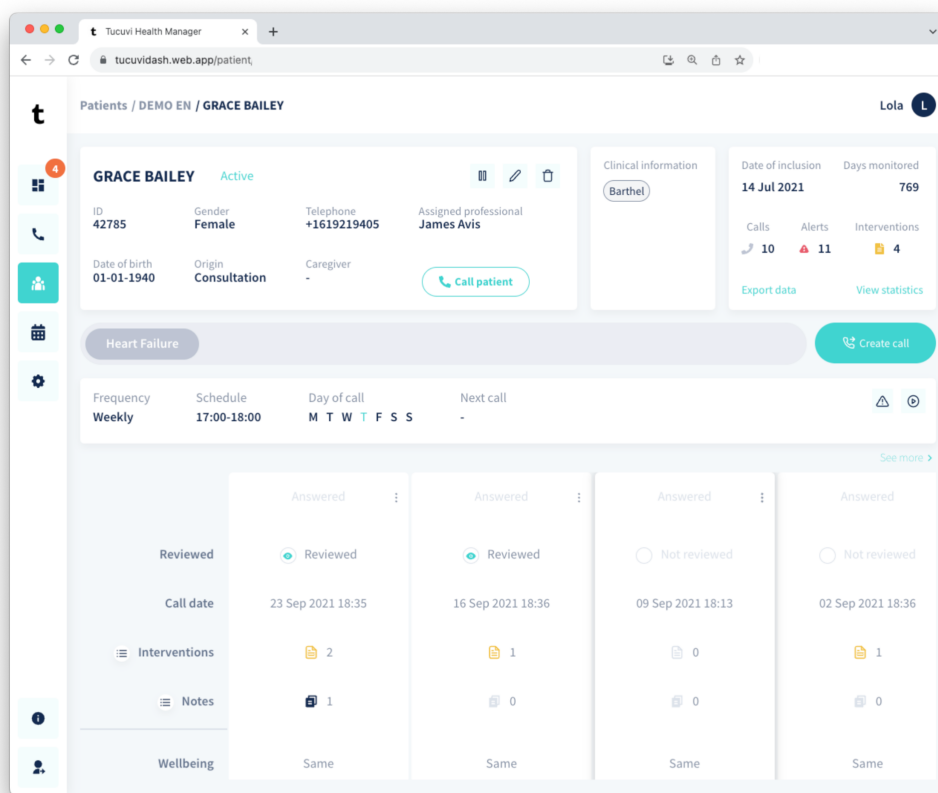 t Tucuvi Health Manager
tucuvidash.web.app/patient,
t
Patients / DEMO EN / GRACE BAILEY
Lola L
4
GRACE BAILEY Active
ID Gender Telephone Assigned professional
42785 Female +1619219405 James Avis
Date of birth Origin Caregiver
01-01-1940 Consultation -
Call patient
Clinical information
Barthel
Date of inclusion Days monitored
14 Jul 2021 769
Calls Alerts Interventions
10 11 4
Export data View statistics
Heart Failure
Create call
Frequency Schedule Day of call Next call
Weekly 17:00-18:00 M T W T F S S -
See more >
Answered Answered Answered Answered
Reviewed Reviewed Reviewed Not reviewed Not reviewed
Call date 23 Sep 2021 18:35 16 Sep 2021 18:36 09 Sep 2021 18:13 02 Sep 2021 18:36
Interventions 2 1 0 1
Notes 1 0 0 0
Wellbeing Same Same Same Same